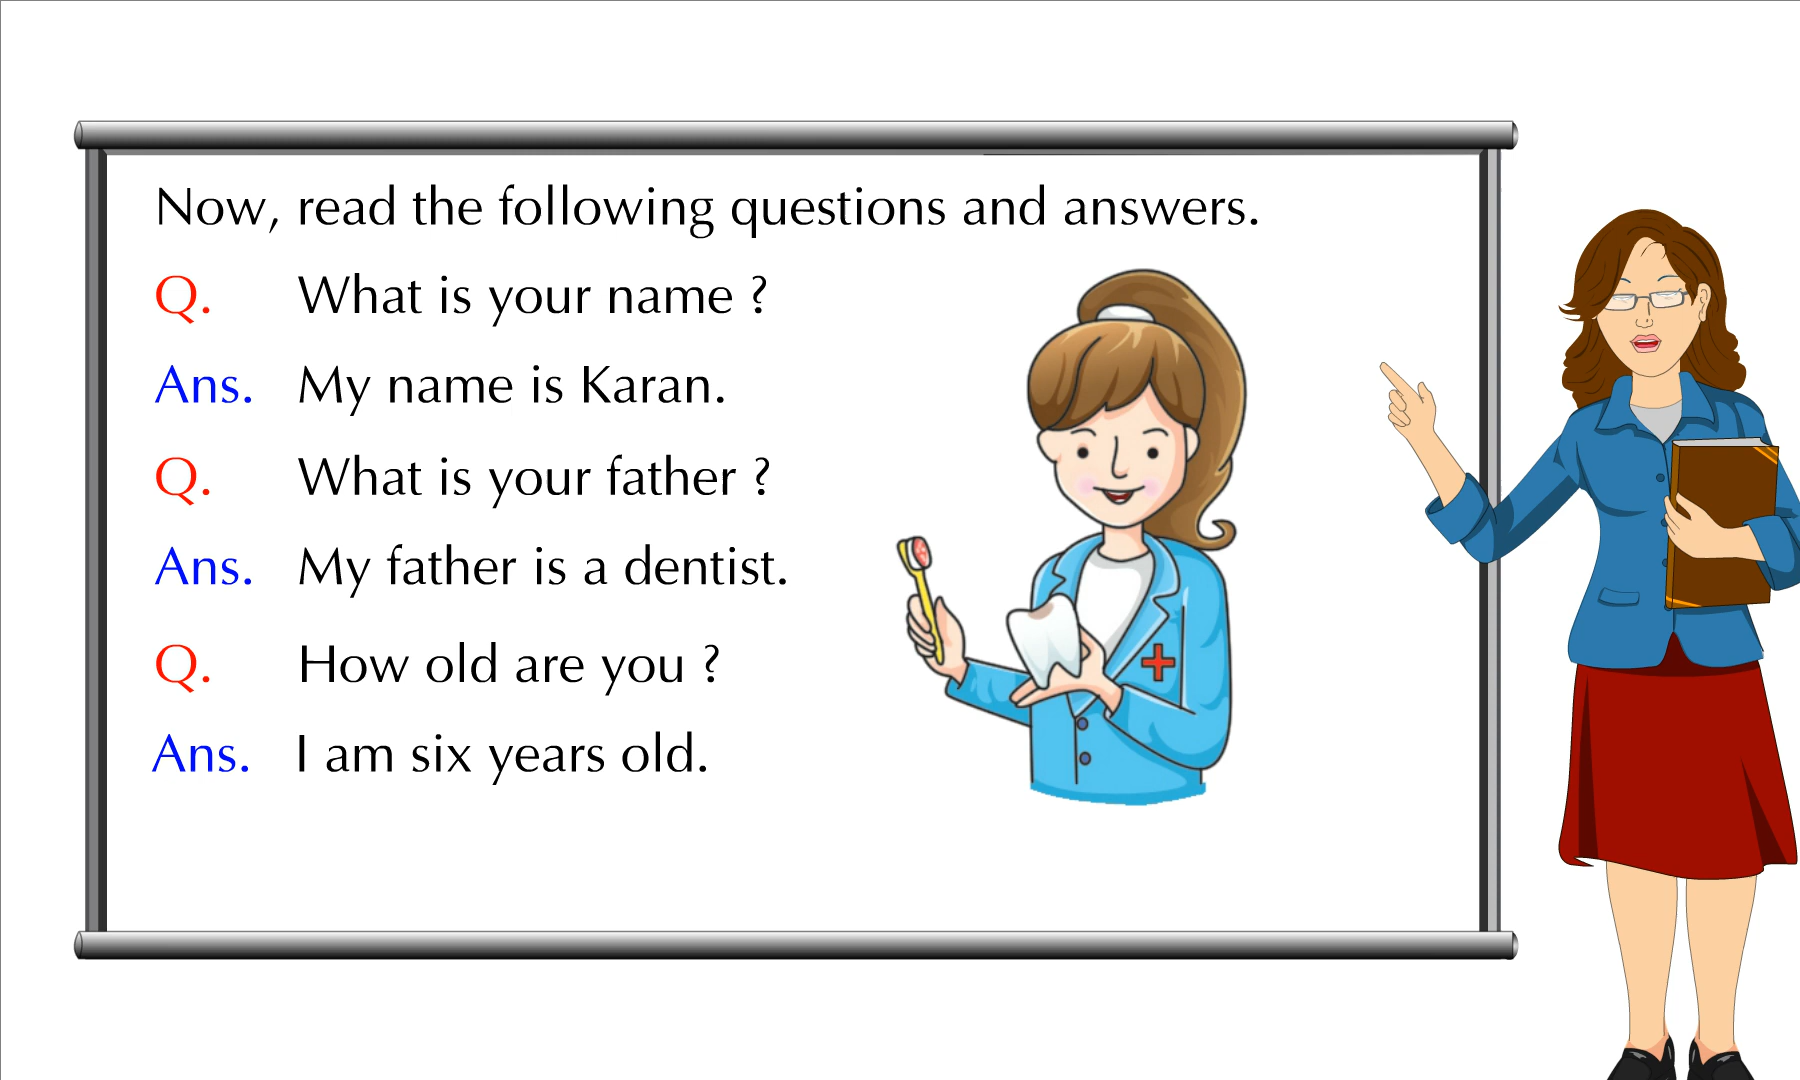 Now, read the following questions and answers.
Q. What is your name ?
Ans. My name is Karan.
Q. What is your father ?
Ans. My father is a dentist.
Q. How old are you ?
Ans. I am six years old.